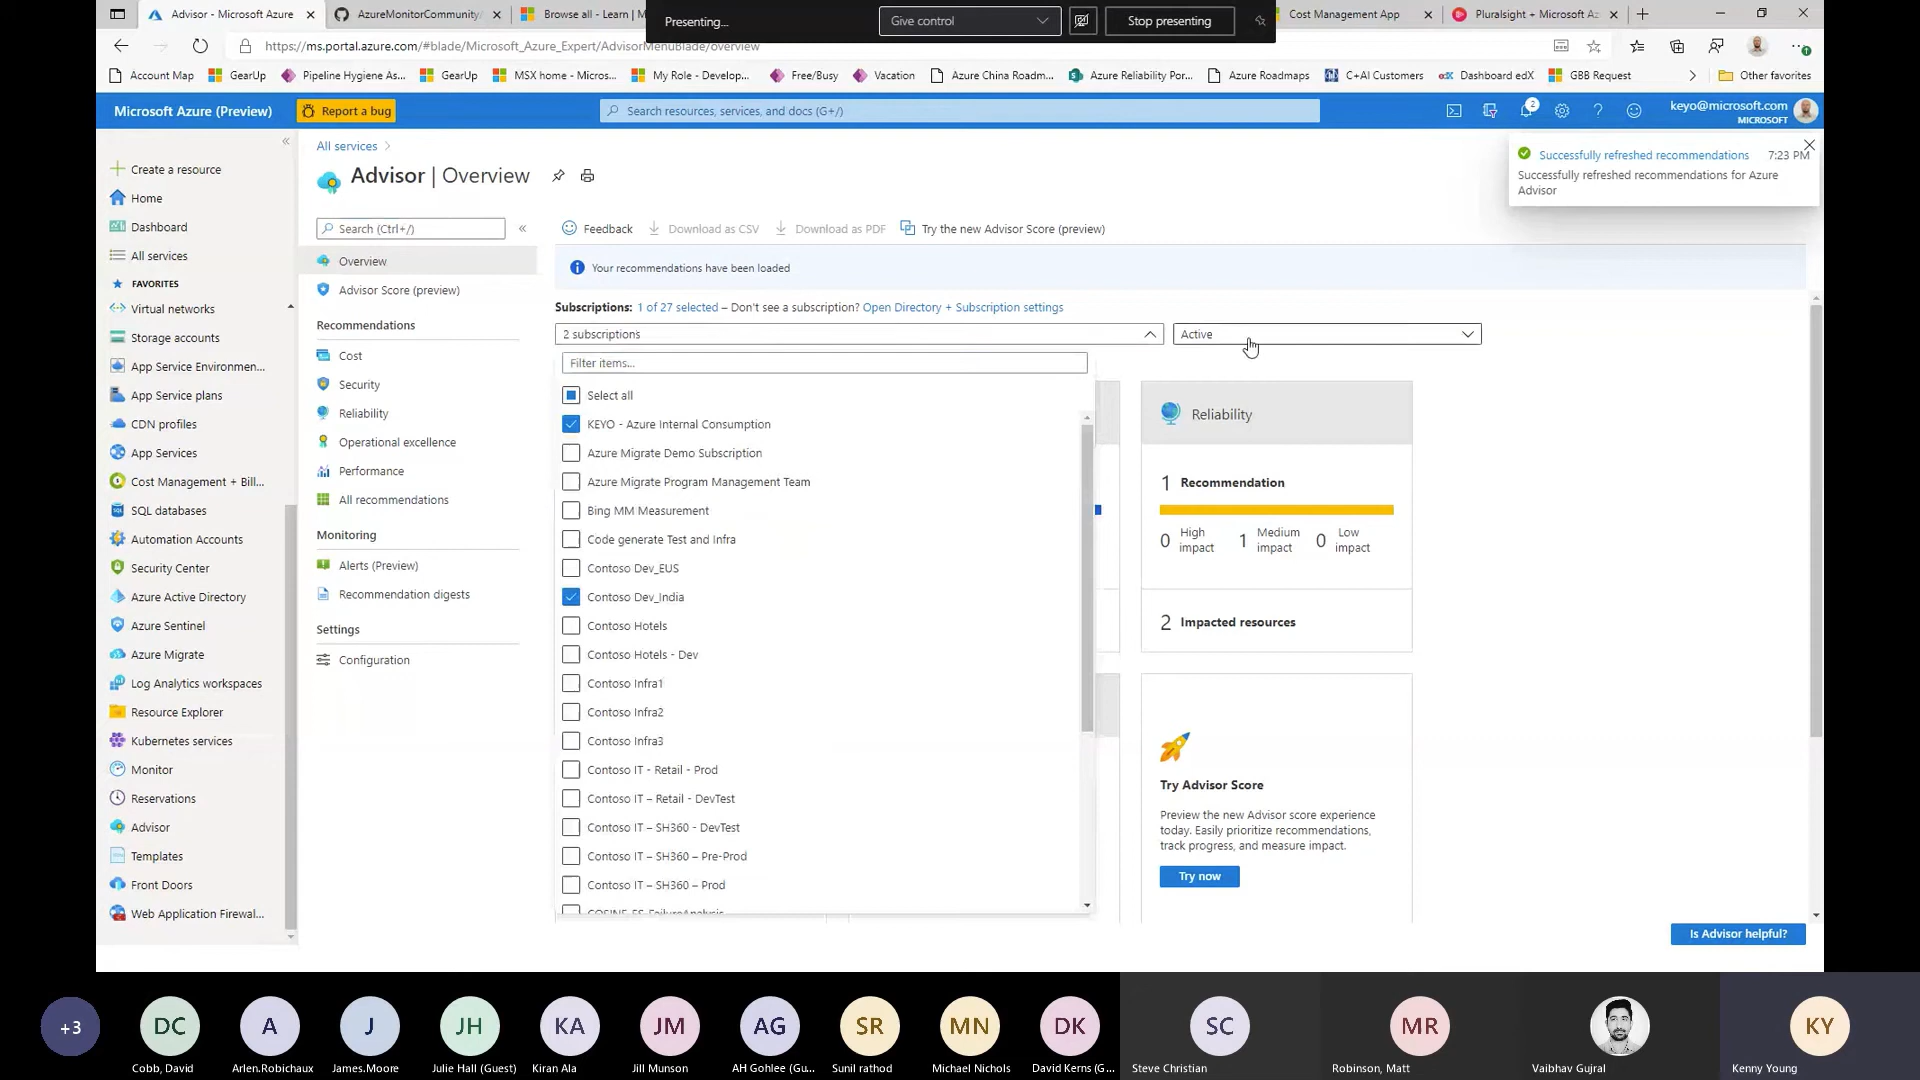 Advisor - Microsoft Azure
AzureMonitorCommunity/
Browse all - Learn | M
Presenting...
Give control
Stop presenting
Cost Management App
Pluralsight + Microsoft Az
https://ms.portal.azure.com/#blade/Microsoft_Azure_Expert/AdvisorMenuBlade/overview
Account Map
GearUp
Pipeline Hygiene As...
GearUp
MSX home - Micros...
My Role - Develop...
Free/Busy
Vacation
Azure China Roadm...
Azure Reliability Por...
Azure Roadmaps
C+AI Customers
Dashboard edX
GBB Request
Other favorites
Microsoft Azure (Preview)
Report a bug
Search resources, services, and docs (G+/)
2
keyo@microsoft.com
MICROSOFT
Successfully refreshed recommendations
7:23 PM
Successfully refreshed recommendations for Azure
Advisor
Create a resource
Home
Dashboard
All services
FAVORITES
Virtual networks
Storage accounts
App Service Environmen...
App Service plans
CDN profiles
App Services
Cost Management + Bill...
SQL databases
Automation Accounts
Security Center
Azure Active Directory
Azure Sentinel
Azure Migrate
Log Analytics workspaces
Resource Explorer
Kubernetes services
Monitor
Reservations
Advisor
Templates
Front Doors
Web Application Firewal...
All services
Advisor | Overview
Search (Ctrl+/)
Overview
Advisor Score (preview)
Recommendations
Cost
Security
Reliability
Operational excellence
Performance
All recommendations
Monitoring
Alerts (Preview)
Recommendation digests
Settings
Configuration
Feedback
Download as CSV
Download as PDF
Try the new Advisor Score (preview)
Your recommendations have been loaded
Subscriptions: 1 of 27 selected – Don't see a subscription? Open Directory + Subscription settings
2 subscriptions
Active
Filter items...
Select all
KEYO - Azure Internal Consumption
Azure Migrate Demo Subscription
Azure Migrate Program Management Team
Bing MM Measurement
Code generate Test and Infra
Contoso Dev_EUS
Contoso Dev_India
Contoso Hotels
Contoso Hotels - Dev
Contoso Infra1
Contoso Infra2
Contoso Infra3
Contoso IT - Retail - Prod
Contoso IT – Retail - DevTest
Contoso IT – SH360 - DevTest
Contoso IT – SH360 – Pre-Prod
Contoso IT – SH360 – Prod
Reliability
1 Recommendation
0 High impact
1 Medium impact
0 Low impact
2 Impacted resources
Try Advisor Score
Preview the new Advisor score experience
today. Easily prioritize recommendations,
track progress, and measure impact.
Try now
Is Advisor helpful?
+3
DC
A
J
JH
KA
JM
AG
SR
MN
DK
SC
MR
KY
Cobb, David
Arlen.Robichaux
James.Moore
Julie Hall (Guest)
Kiran Ala
Jill Munson
AH Gohlee (Gu...
Sunil rathod
Michael Nichols
David Kerns (G...
Steve Christian
Robinson, Matt
Vaibhav Gujral
Kenny Young